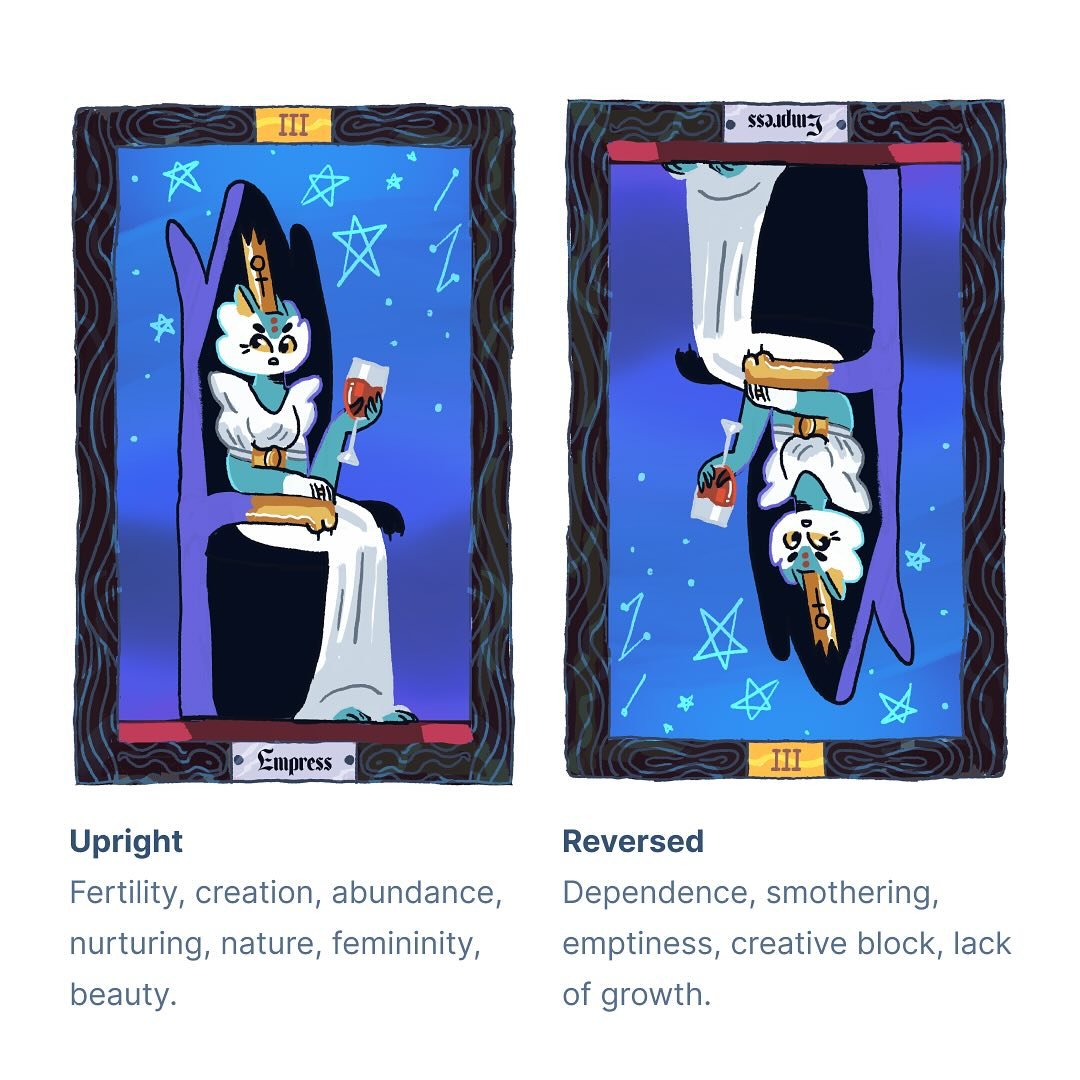 III
Empress
Empress
III
Upright
Fertility, creation, abundance,
nurturing, nature, femininity,
beauty.
Reversed
Dependence, smothering,
emptiness, creative block, lack
of growth.